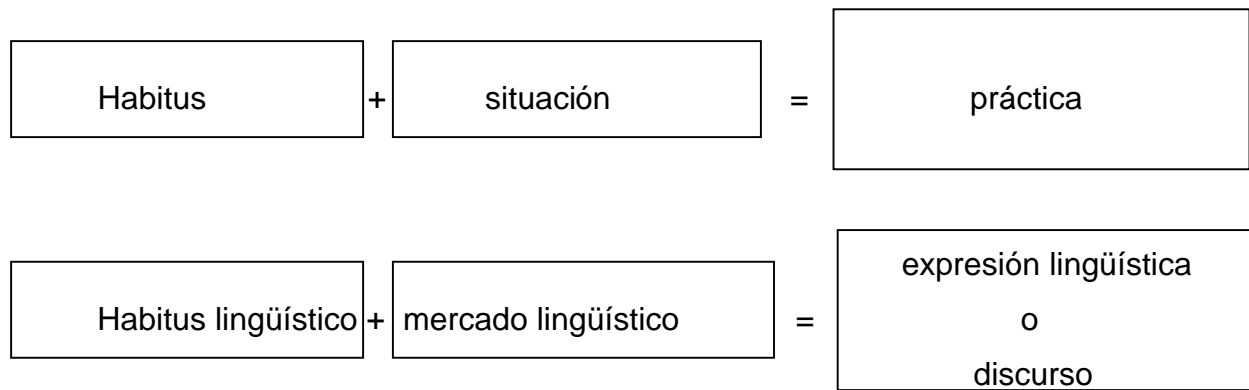 Habitus + situación = práctica
Habitus lingüístico + mercado lingüístico = expresión lingüística
o
discurso